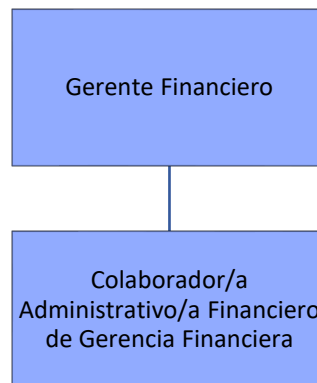 Gerente Financiero
Colaborador/a
Administrativo/a Financiero
de Gerencia Financiera